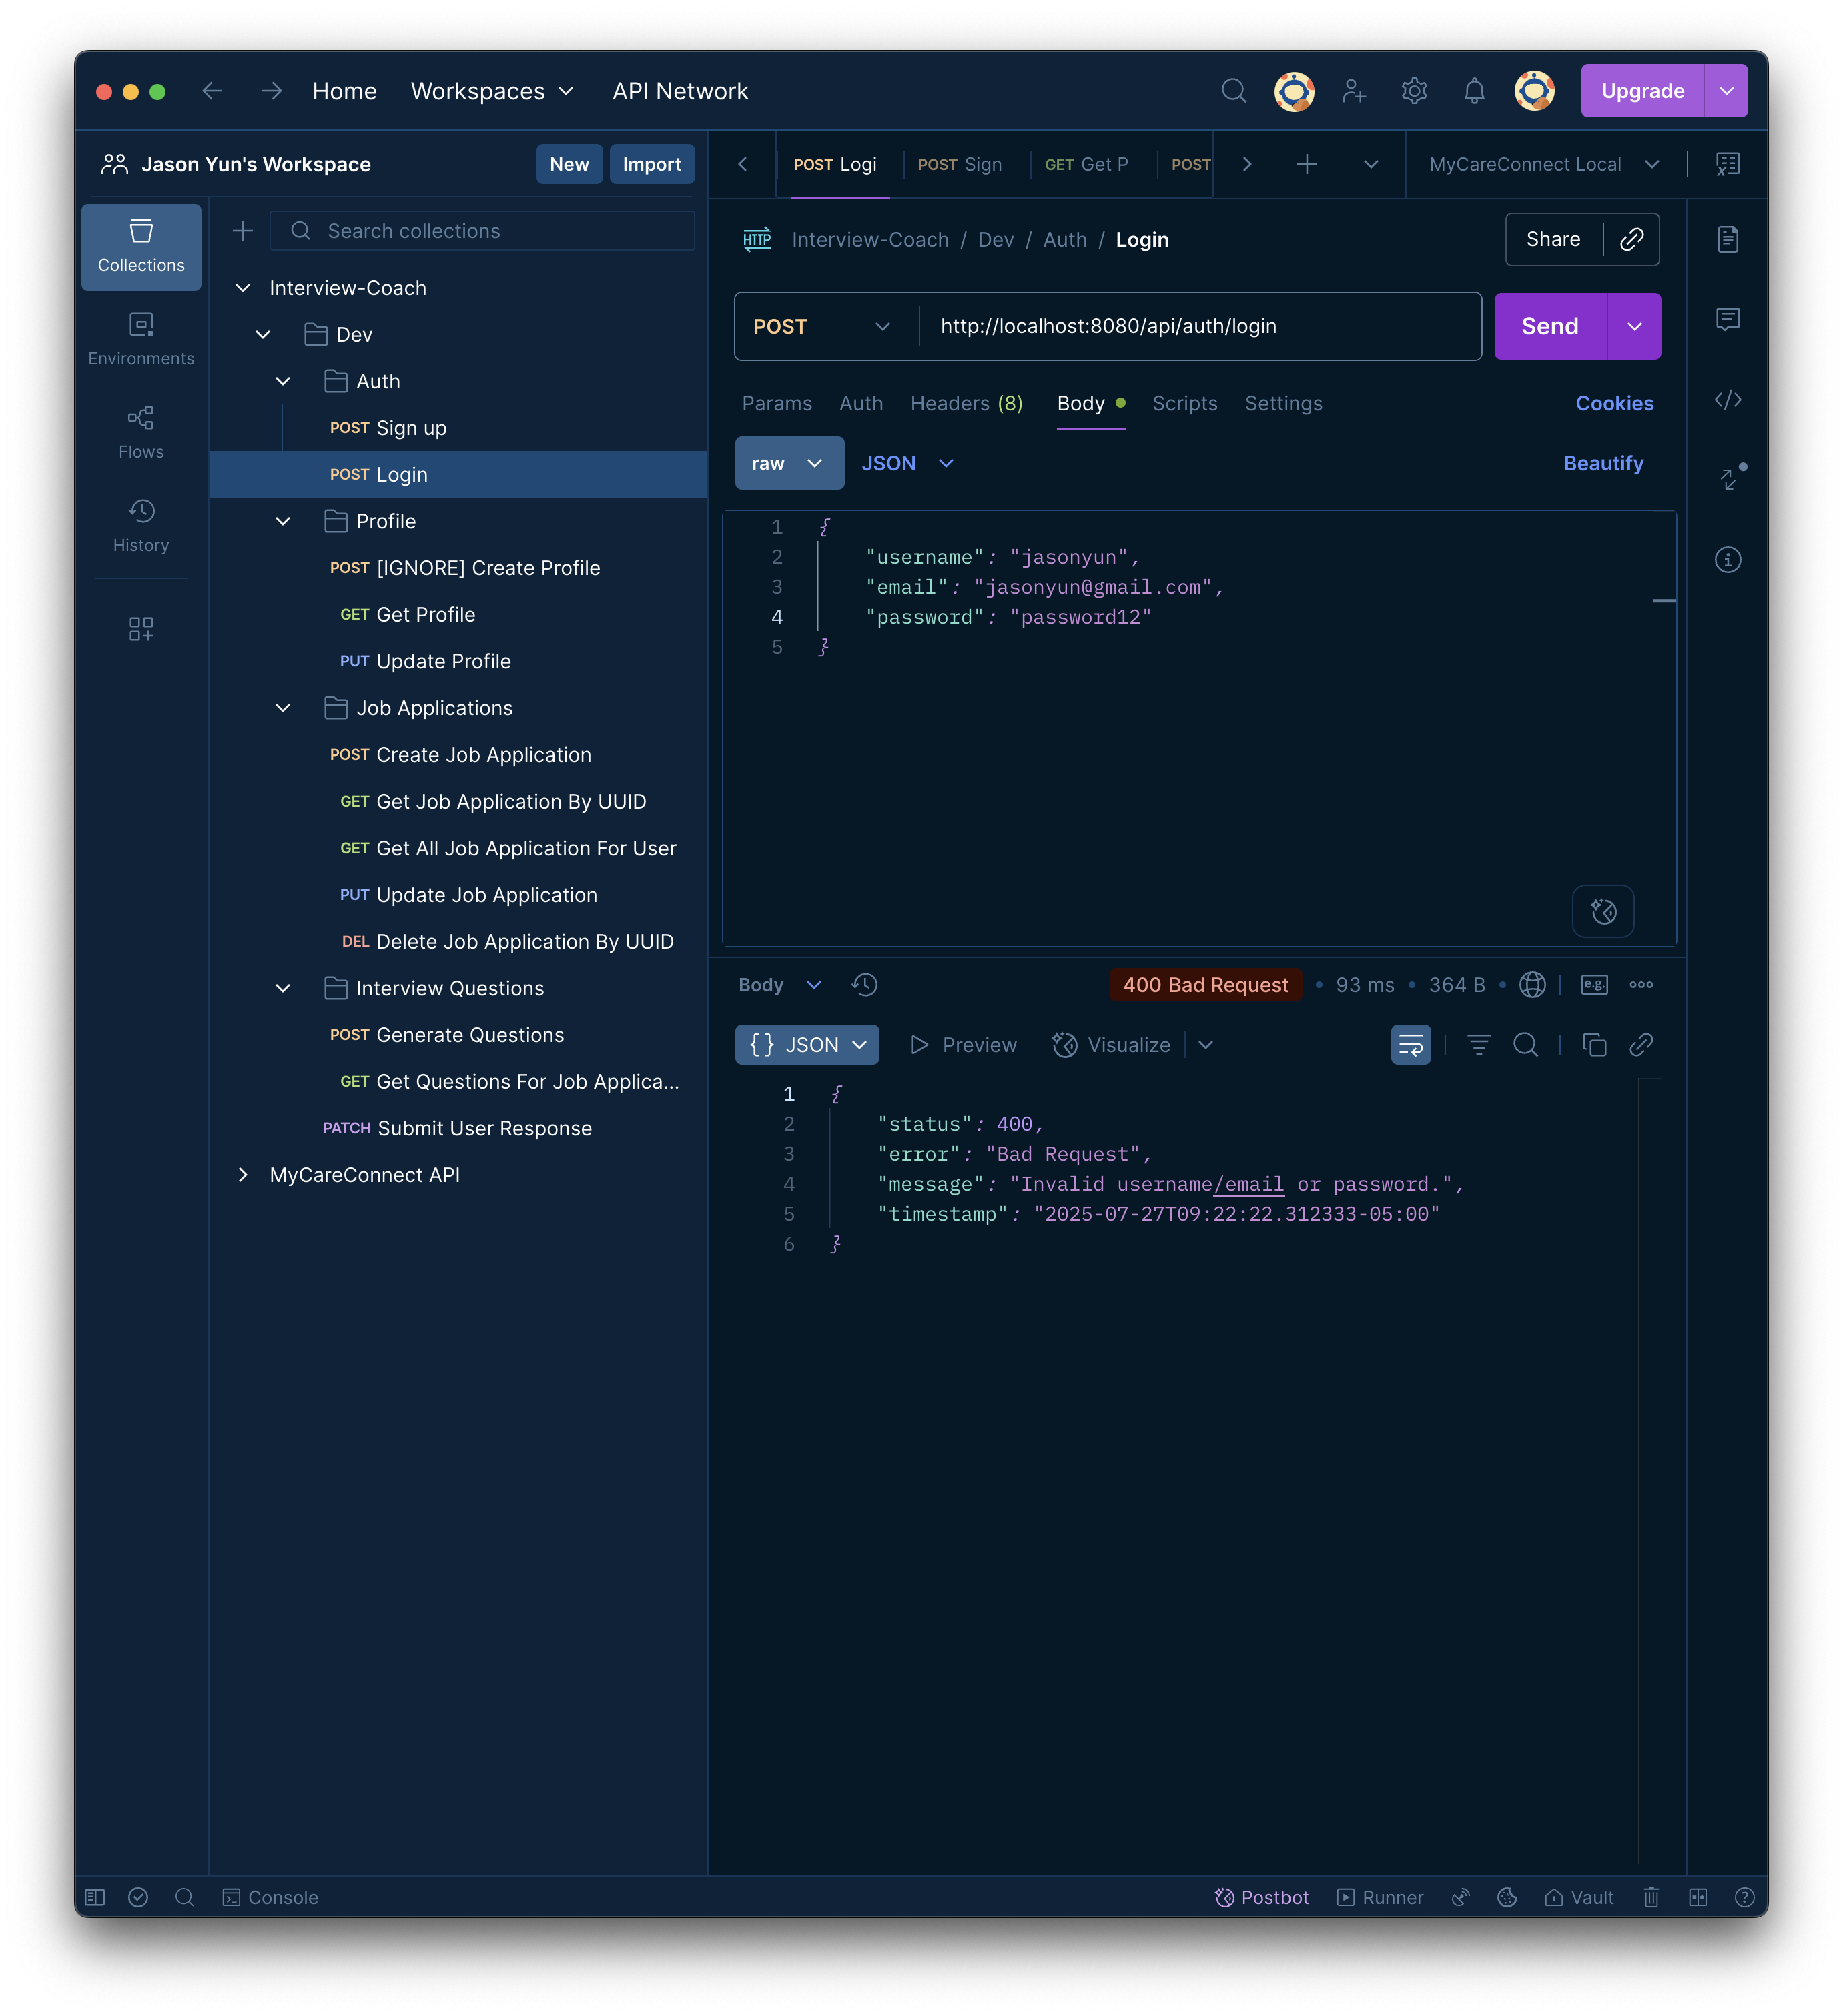 Home Workspaces API Network Upgrade
Jason Yun's Workspace New Import
POST Logi POST Sign GET Get P POST MyCareConnect Local
Collections
Environments
Flows
History
Search collections
Interview-Coach
Dev
Auth
POST Sign up
POST Login
Profile
POST [IGNORE] Create Profile
GET Get Profile
PUT Update Profile
Job Applications
POST Create Job Application
GET Get Job Application By UUID
GET Get All Job Application For User
PUT Update Job Application
DEL Delete Job Application By UUID
Interview Questions
POST Generate Questions
GET Get Questions For Job Applica...
PATCH Submit User Response
MyCareConnect API
HTTP Interview-Coach / Dev / Auth / Login Share
POST http://localhost:8080/api/auth/login Send
Params Auth Headers (8) Body Scripts Settings Cookies
raw JSON Beautify
1 {
2 "username": "jasonyun",
3 "email": "jasonyun@gmail.com",
4 "password": "password12"
5 }
Body 400 Bad Request • 93 ms • 364 B • e.g.
{} JSON Preview Visualize
1 {
2 "status": 400,
3 "error": "Bad Request",
4 "message": "Invalid username/email or password.",
5 "timestamp": "2025-07-27T09:22:22.312333-05:00"
6 }
Console Postbot Runner Vault